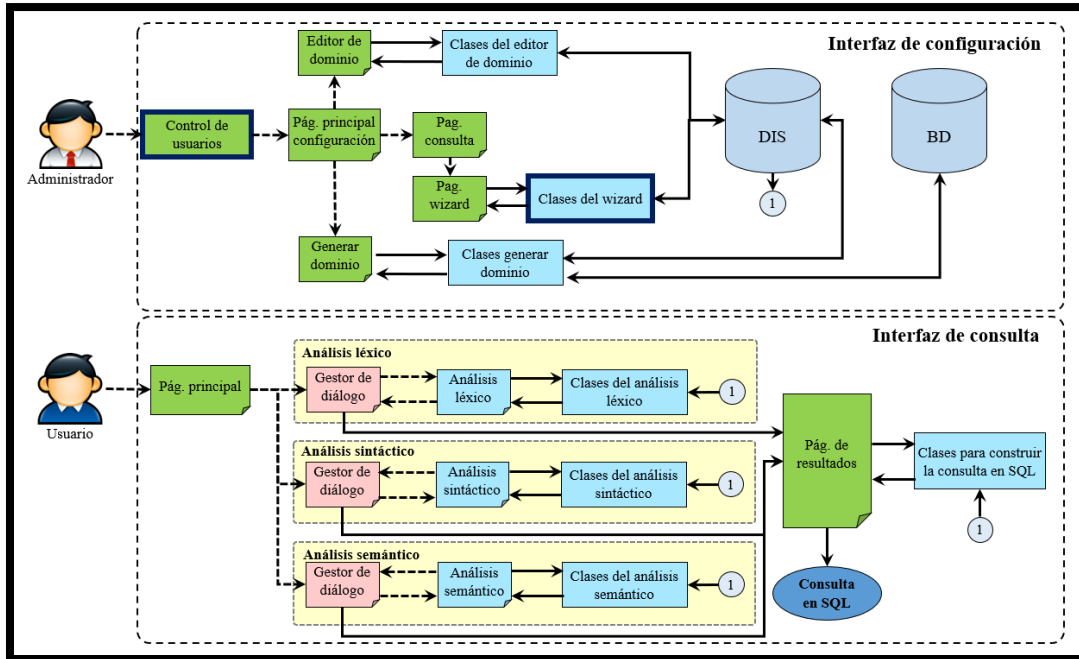 Interfaz de configuración
Editor de
dominio
Clases del editor
de dominio
DIS
BD
Administrador
Control de
usuarios
Pág. principal
configuración
Pag.
consulta
Pag.
wizard
Clases del wizard
1
Generar
dominio
Clases generar
dominio
Interfaz de consulta
Usuario
Pág. principal
Análisis léxico
Gestor de
diálogo
Análisis
léxico
Clases del análisis
léxico
1
Análisis sintáctico
Gestor de
diálogo
Análisis
sintáctico
Clases del análisis
sintáctico
1
Análisis semántico
Gestor de
diálogo
Análisis
semántico
Clases del análisis
semántico
1
Pág. de
resultados
Clases para construir
la consulta en SQL
1
Consulta
en SQL